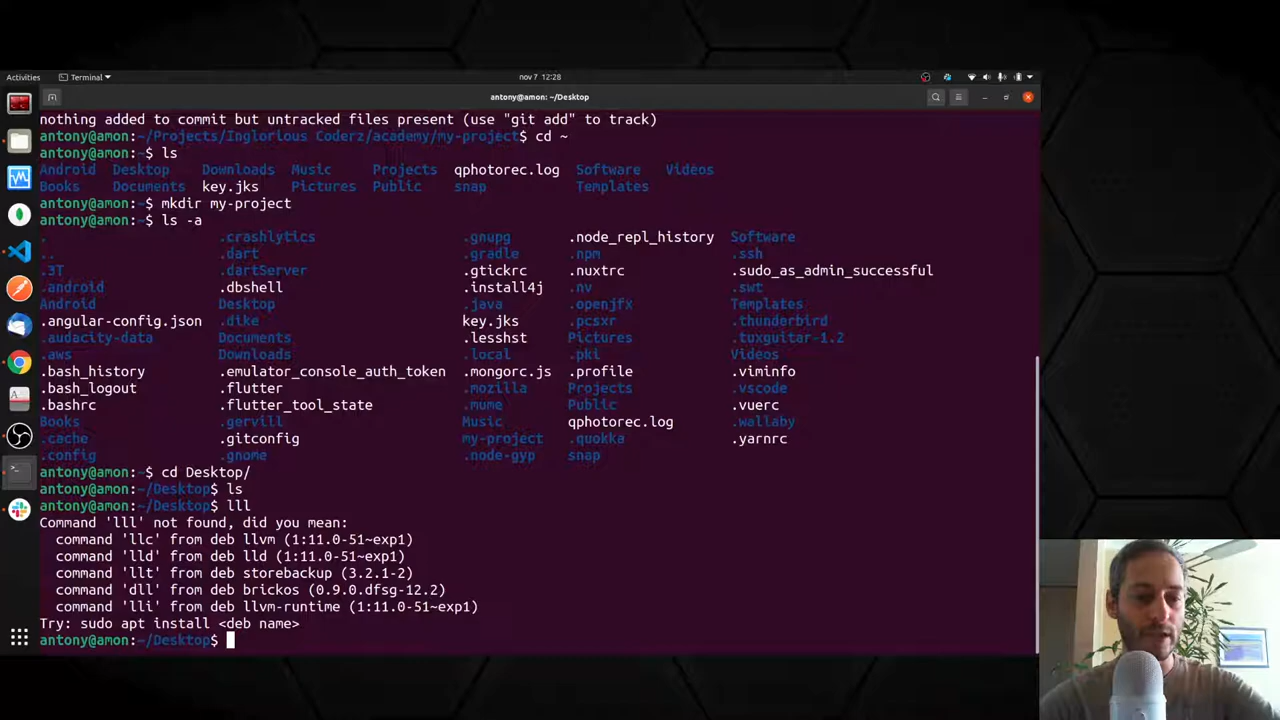 Activities Terminal nov 7 12:28
antony@amon: ~/Desktop
nothing added to commit but untracked files present (use "git add" to track)
antony@amon:~/Projects/Inglorious Coderz/academy/my-project$ cd ~
antony@amon:~$ ls
Android Desktop Downloads Music Projects qphotorec.log Software Videos
Books Documents key.jks Pictures Public snap Templates
antony@amon:~$ mkdir my-project
antony@amon:~$ ls -a
. .crashlytics .gnupg .node_repl_history Software
.. .dart .gradle .npm .ssh
.3T .dartServer .gtickrc .nuxtrc .sudo_as_admin_successful
.android .dbshell .install4j .nv .swt
Android Desktop .java .openjfx Templates
.angular-config.json .dike key.jks .pcsxr .thunderbird
.audacity-data Documents .lesshst Pictures .tuxguitar-1.2
.aws Downloads .local .pki Videos
.bash_history .emulator_console_auth_token .mongorc.js .profile .viminfo
.bash_logout .flutter .mozilla Projects .vscode
.bashrc .flutter_tool_state .mume Public .vuerc
Books .gervill Music qphotorec.log .wallaby
.cache .gitconfig my-project .quokka .yarnrc
.config .gnome .node-gyp snap
antony@amon:~$ cd Desktop/
antony@amon:~/Desktop$ ls
antony@amon:~/Desktop$ lll
Command 'lll' not found, did you mean:
command 'llc' from deb llvm (1:11.0-51~exp1)
command 'lld' from deb lld (1:11.0-51~exp1)
command 'llt' from deb storebackup (3.2.1-2)
command 'dll' from deb brickos (0.9.0.dfsg-12.2)
command 'lli' from deb llvm-runtime (1:11.0-51~exp1)
Try: sudo apt install <deb name>
antony@amon:~/Desktop$